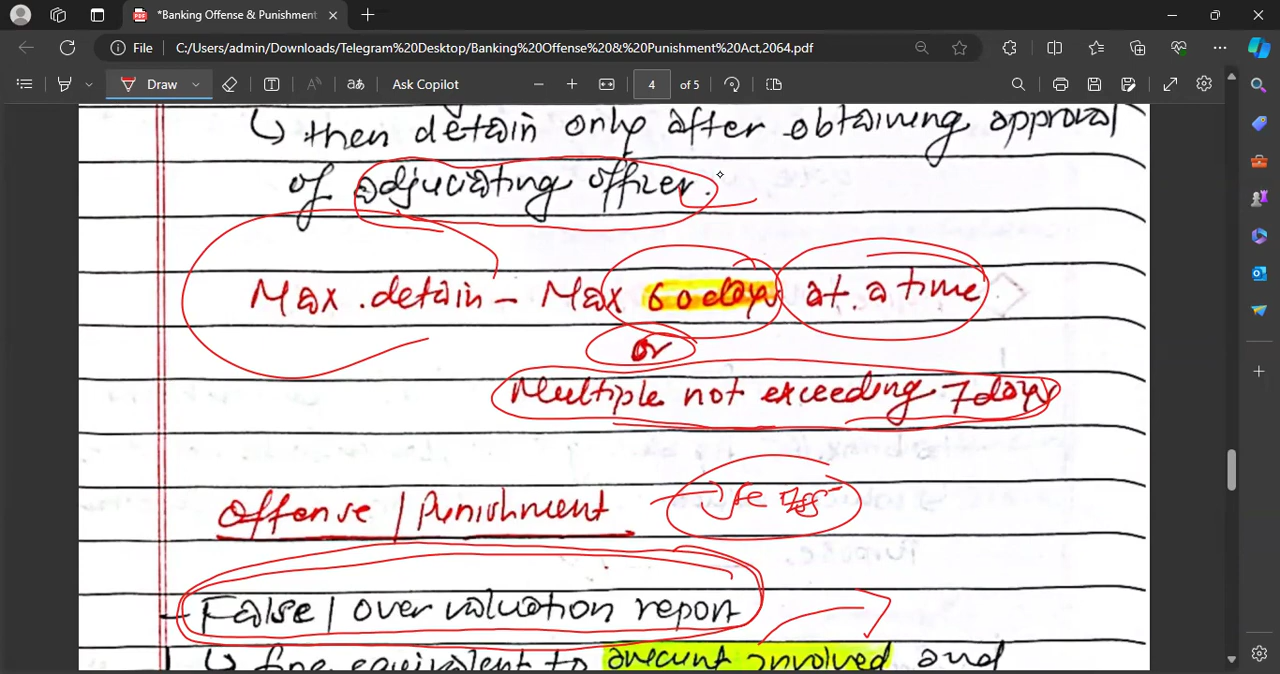 *Banking Offense & Punishment
File C:/Users/admin/Downloads/Telegram%20Desktop/Banking%20Offense%20&%20Punishment%20Act,2064.pdf
Draw Ask Copilot 4 of 5
↳ then detain only after obtaining approval
of adjuciating officer.
Max. detain - Max 60 days at a time
or
Multiple not exceeding 7 days
Offense / Punishment
False / over valuation report
↳ fine equivalent to amount involved and